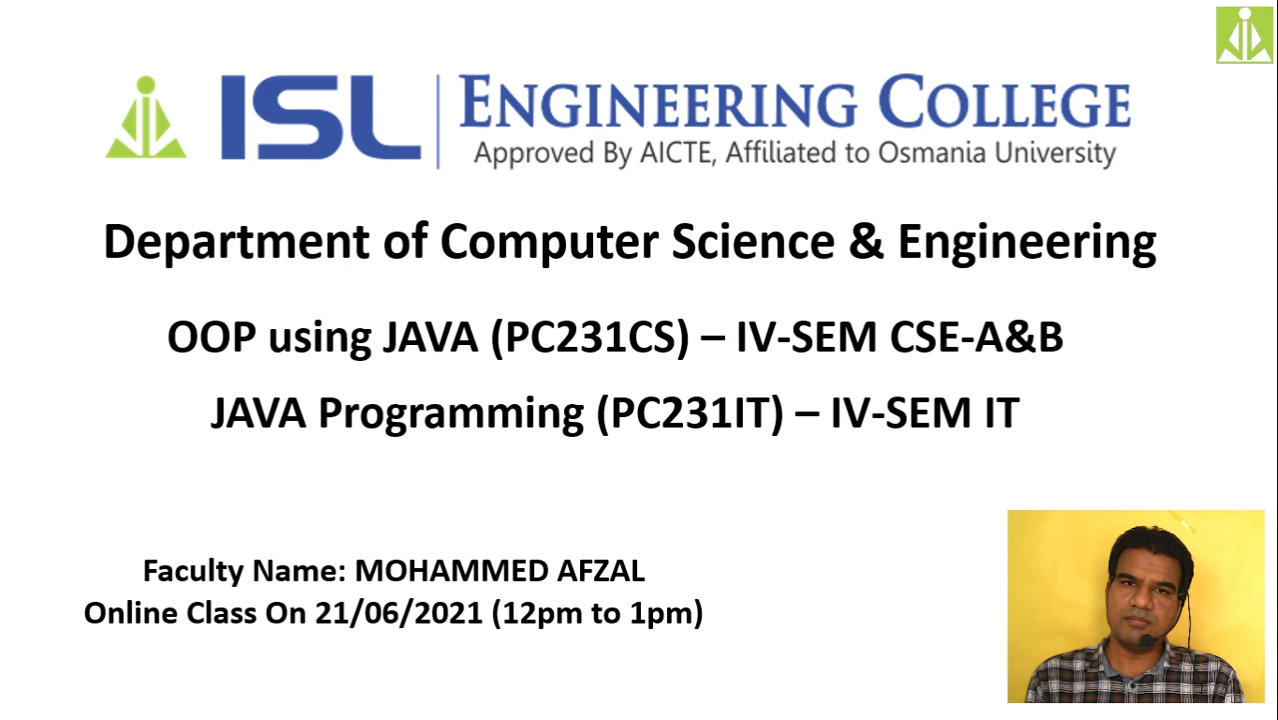 ISL ENGINEERING COLLEGE
Approved By AICTE, Affiliated to Osmania University
Department of Computer Science & Engineering
OOP using JAVA (PC231CS) – IV-SEM CSE-A&B
JAVA Programming (PC231IT) – IV-SEM IT
Faculty Name: MOHAMMED AFZAL
Online Class On 21/06/2021 (12pm to 1pm)